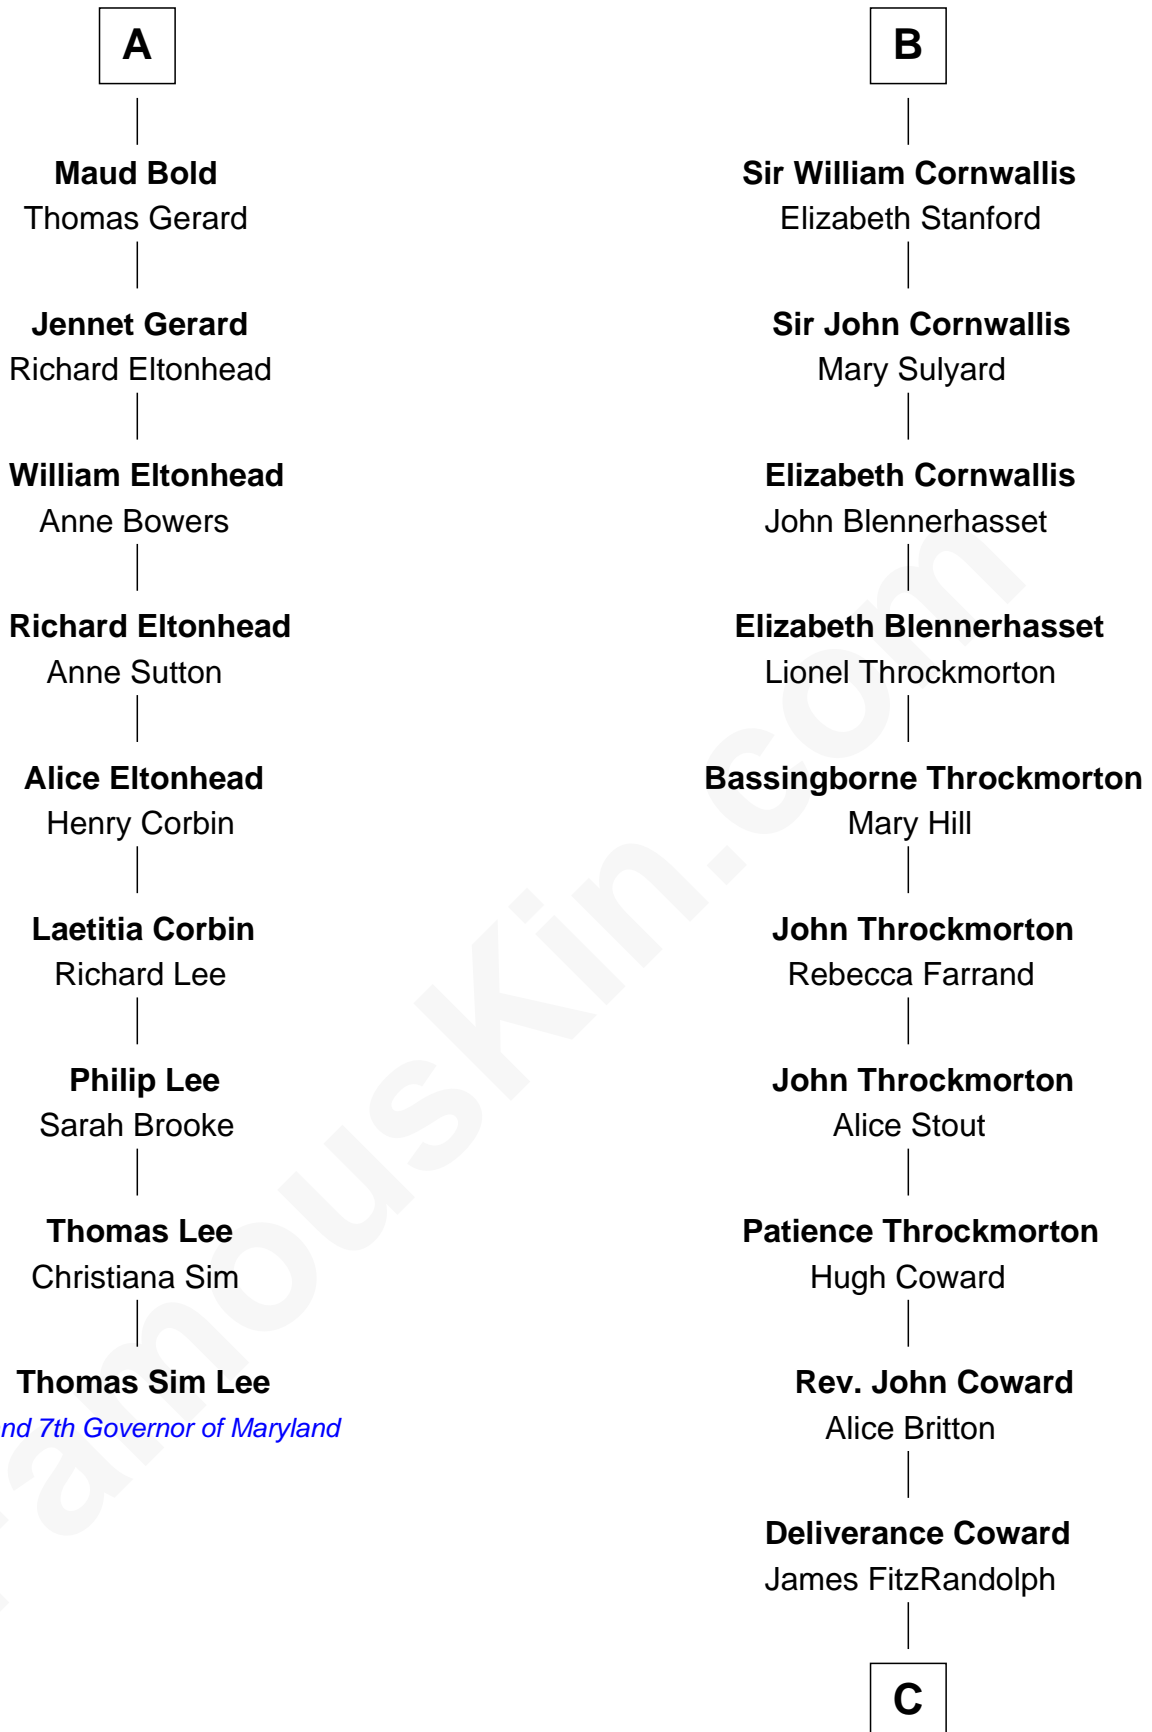 A
Maud Bold
Thomas Gerard
Jennet Gerard
Richard Eltonhead
William Eltonhead
Anne Bowers
Richard Eltonhead
Anne Sutton
Alice Eltonhead
Henry Corbin
Laetitia Corbin
Richard Lee
Philip Lee
Sarah Brooke
Thomas Lee
Christiana Sim
Thomas Sim Lee
nd 7th Governor of Maryland
B
Sir William Cornwallis
Elizabeth Stanford
Sir John Cornwallis
Mary Sulyard
Elizabeth Cornwallis
John Blennerhasset
Elizabeth Blennerhasset
Lionel Throckmorton
Bassingborne Throckmorton
Mary Hill
John Throckmorton
Rebecca Farrand
John Throckmorton
Alice Stout
Patience Throckmorton
Hugh Coward
Rev. John Coward
Alice Britton
Deliverance Coward
James FitzRandolph
C
FamousKin.com